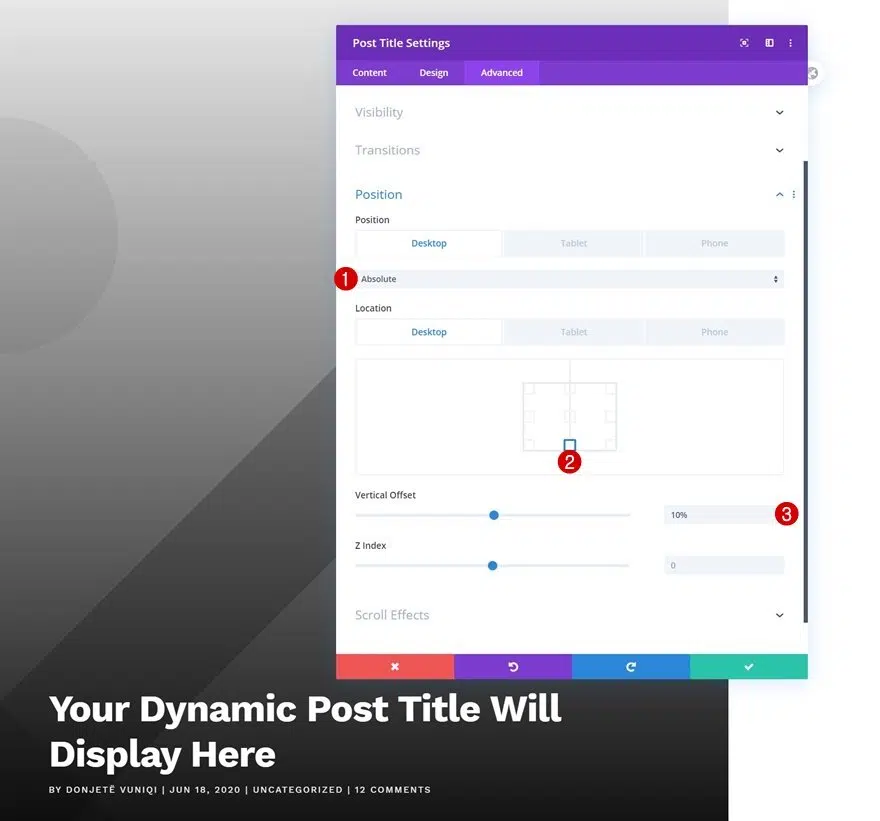 Post Title Settings
Content Design Advanced
Visibility
Transitions
Position
Position
Desktop Tablet Phone
1 Absolute
Location
Desktop Tablet Phone
2
Vertical Offset
10% 3
Z Index
0
Scroll Effects
Your Dynamic Post Title Will
Display Here
BY DONJETË VUNIQI | JUN 18, 2020 | UNCATEGORIZED | 12 COMMENTS